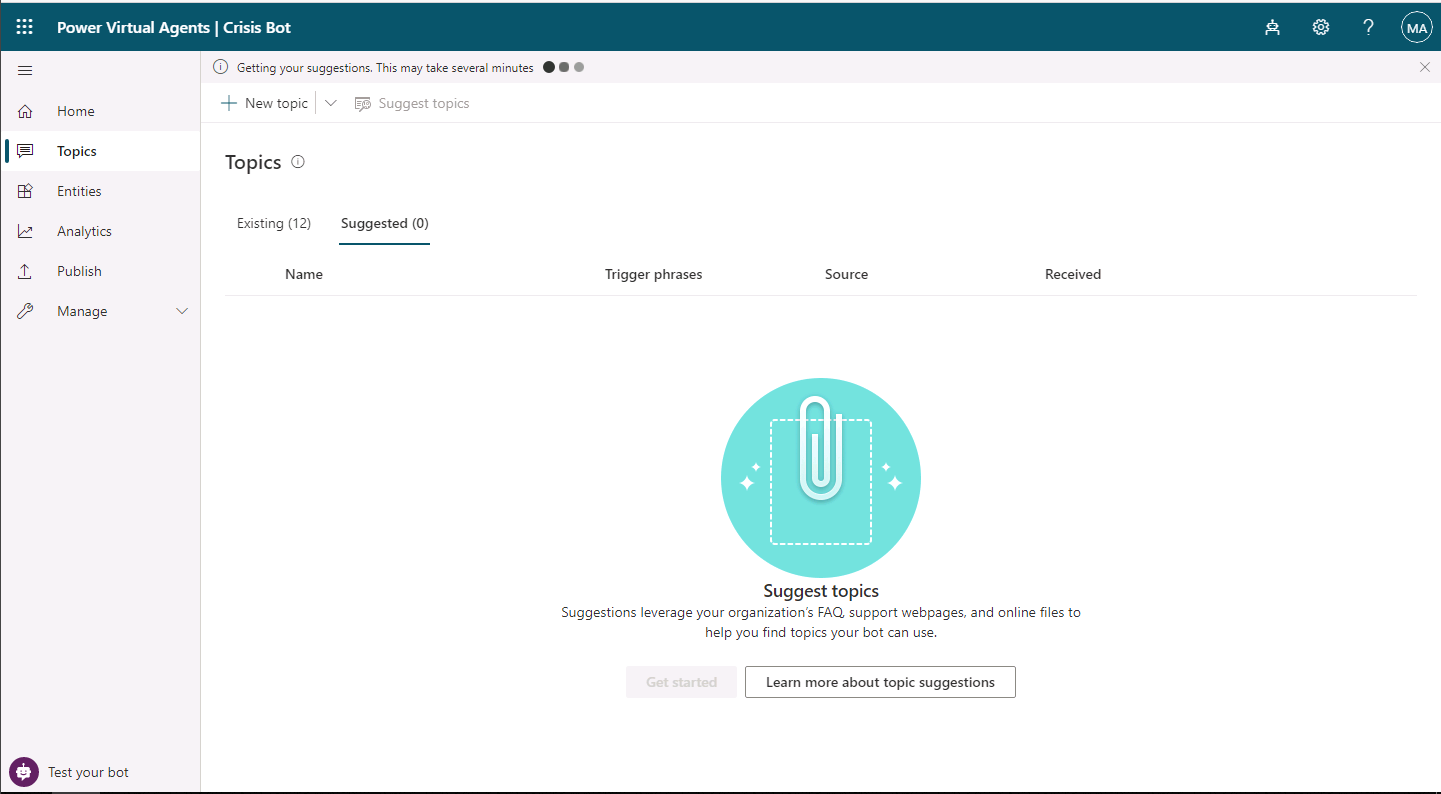 Power Virtual Agents | Crisis Bot
MA
Getting your suggestions. This may take several minutes
Home
Topics
Entities
Analytics
Publish
Manage
Test your bot
New topic
Suggest topics
Topics
Existing (12)
Suggested (0)
Name
Trigger phrases
Source
Received
Suggest topics
Suggestions leverage your organization's FAQ, support webpages, and online files to
help you find topics your bot can use.
Get started
Learn more about topic suggestions